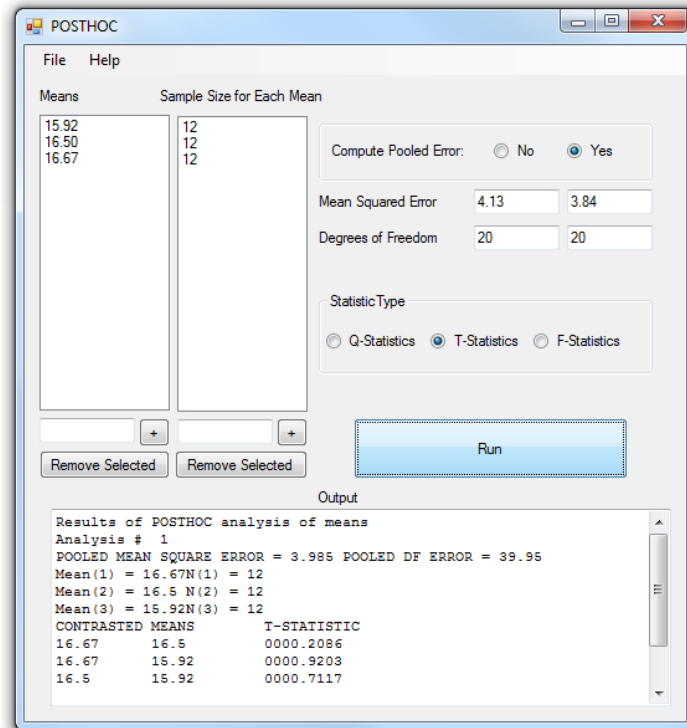 POSTHOC
File Help
Means Sample Size for Each Mean
15.92
16.50
16.67
12
12
12
Compute Pooled Error: No Yes
Mean Squared Error 4.13 3.84
Degrees of Freedom 20 20
StatisticType
Q-Statistics T-Statistics F-Statistics
+ +
Remove Selected Remove Selected
Run
Output
Results of POSTHOC analysis of means
Analysis # 1
POOLED MEAN SQUARE ERROR = 3.985 POOLED DF ERROR = 39.95
Mean(1) = 16.67N(1) = 12
Mean(2) = 16.5 N(2) = 12
Mean(3) = 15.92N(3) = 12
CONTRASTED MEANS T-STATISTIC
16.67 16.5 0000.2086
16.67 15.92 0000.9203
16.5 15.92 0000.7117